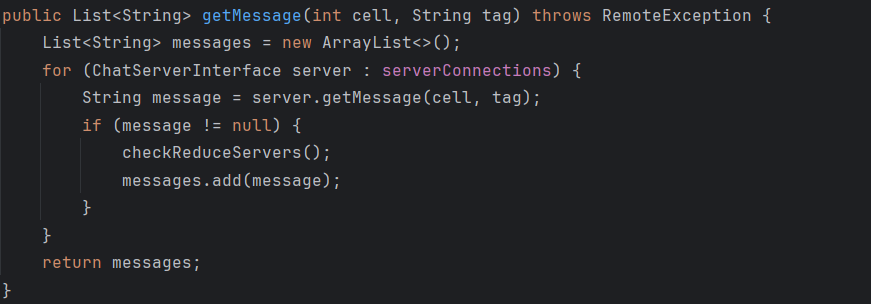 public List<String> getMessage(int cell, String tag) throws RemoteException {
    List<String> messages = new ArrayList<>();
    for (ChatServerInterface server : serverConnections) {
        String message = server.getMessage(cell, tag);
        if (message != null) {
            checkReduceServers();
            messages.add(message);
        }
    }
    return messages;
}